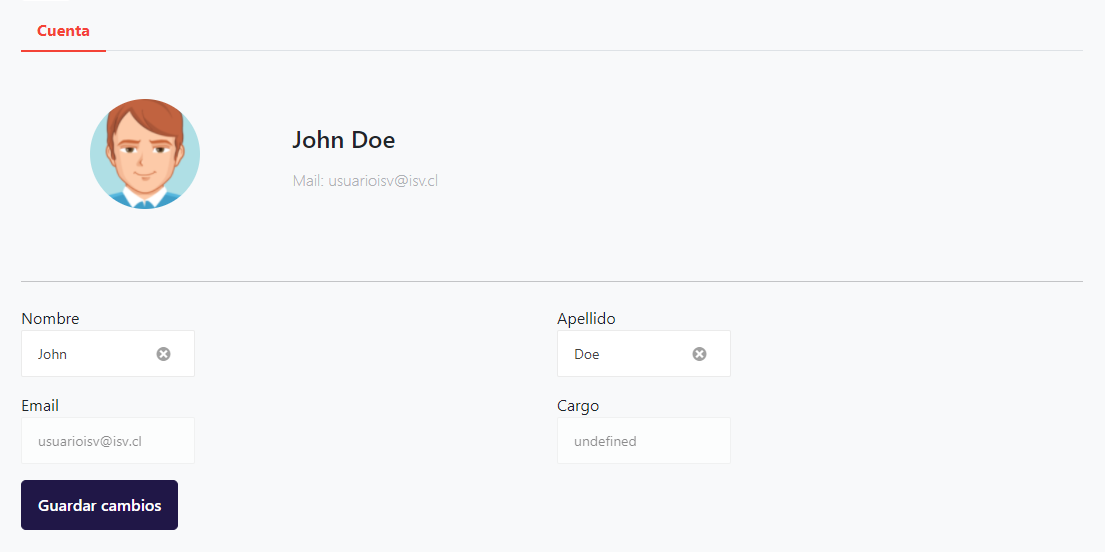 Cuenta
John Doe
Mail: usuarioisv@isv.cl
Nombre
Apellido
John
Doe
Email
Cargo
usuarioisv@isv.cl
undefined
Guardar cambios